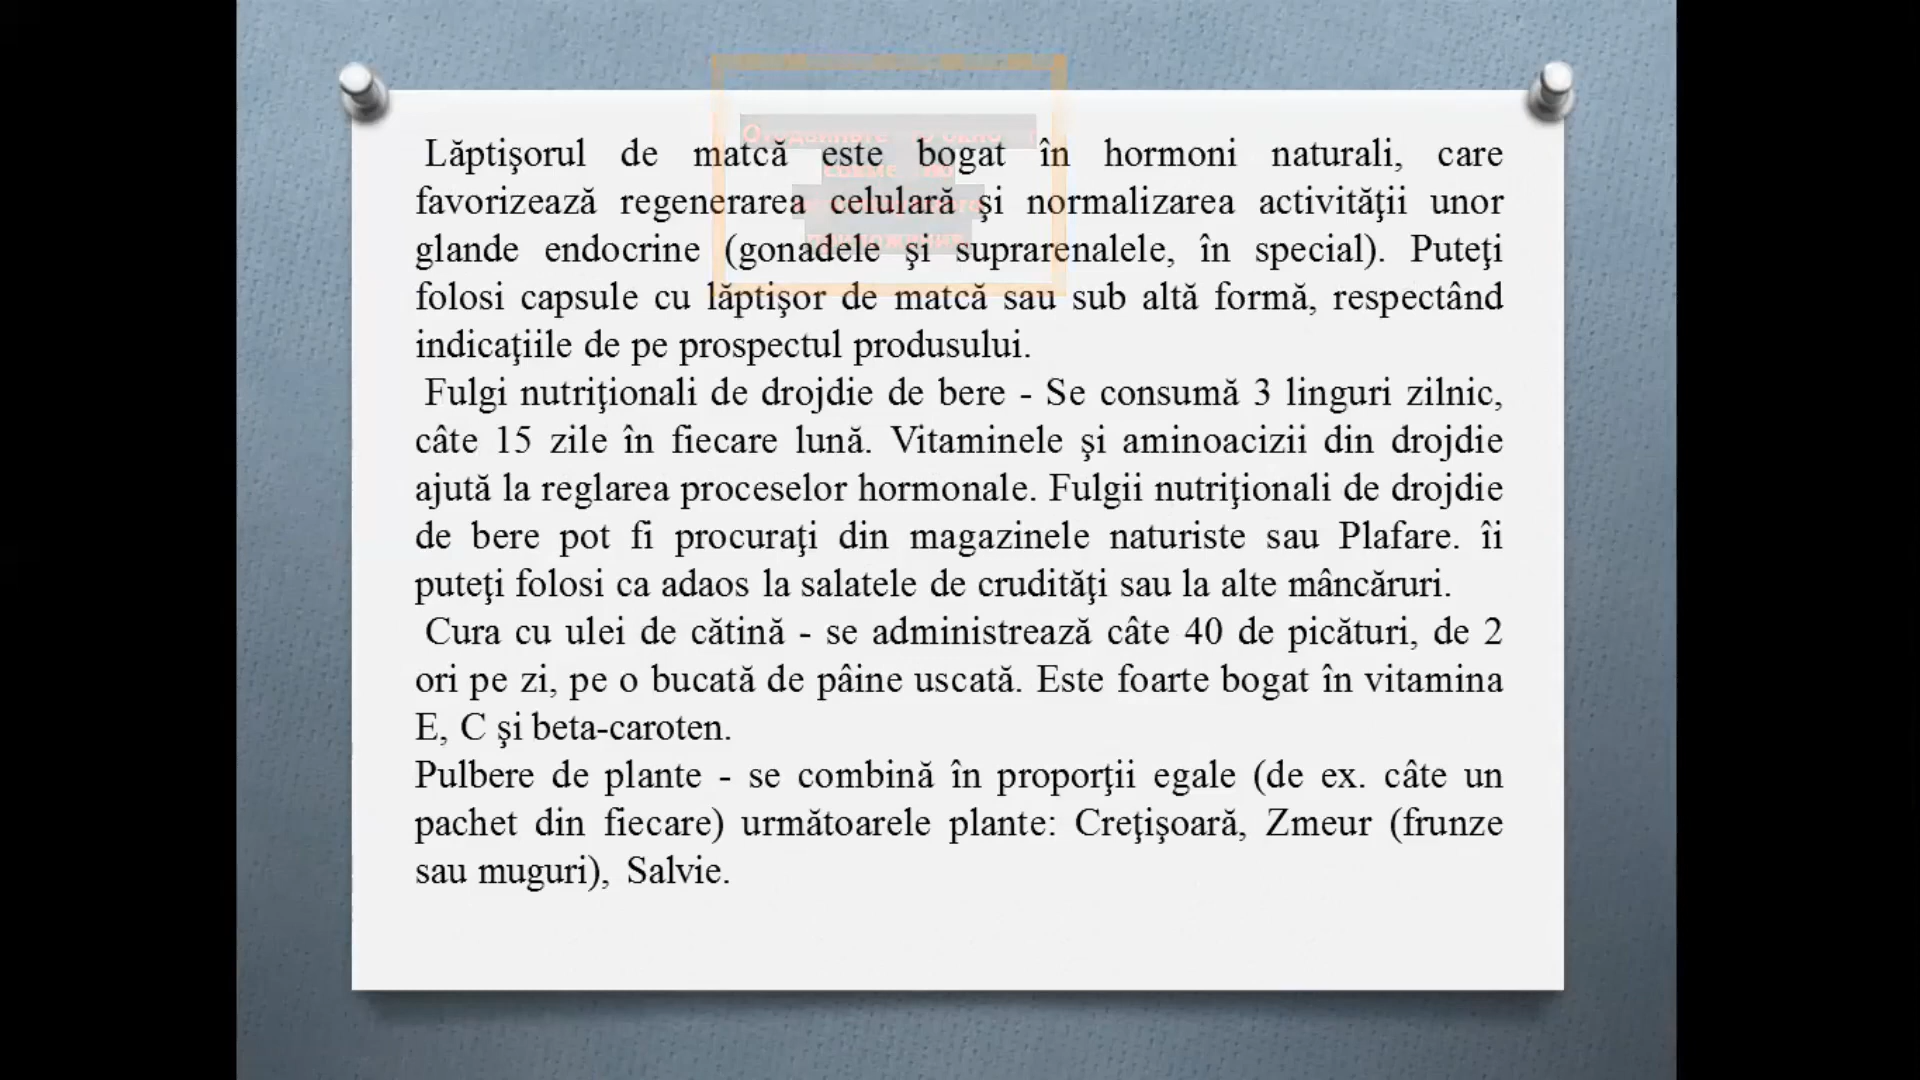 Lăptişorul de matcă este bogat în hormoni naturali, care
favorizează regenerarea celulară şi normalizarea activităţii unor
glande endocrine (gonadele şi suprarenalele, în special). Puteţi
folosi capsule cu lăptişor de matcă sau sub altă formă, respectând
indicaţiile de pe prospectul produsului.
Fulgi nutriţionali de drojdie de bere - Se consumă 3 linguri zilnic,
câte 15 zile în fiecare lună. Vitaminele şi aminoacizii din drojdie
ajută la reglarea proceselor hormonale. Fulgii nutriţionali de drojdie
de bere pot fi procuraţi din magazinele naturiste sau Plafare. îi
puteţi folosi ca adaos la salatele de crudităţi sau la alte mâncăruri.
Cura cu ulei de cătină - se administrează câte 40 de picături, de 2
ori pe zi, pe o bucată de pâine uscată. Este foarte bogat în vitamina
E, C şi beta-caroten.
Pulbere de plante - se combină în proporţii egale (de ex. câte un
pachet din fiecare) următoarele plante: Creţişoară, Zmeur (frunze
sau muguri), Salvie.